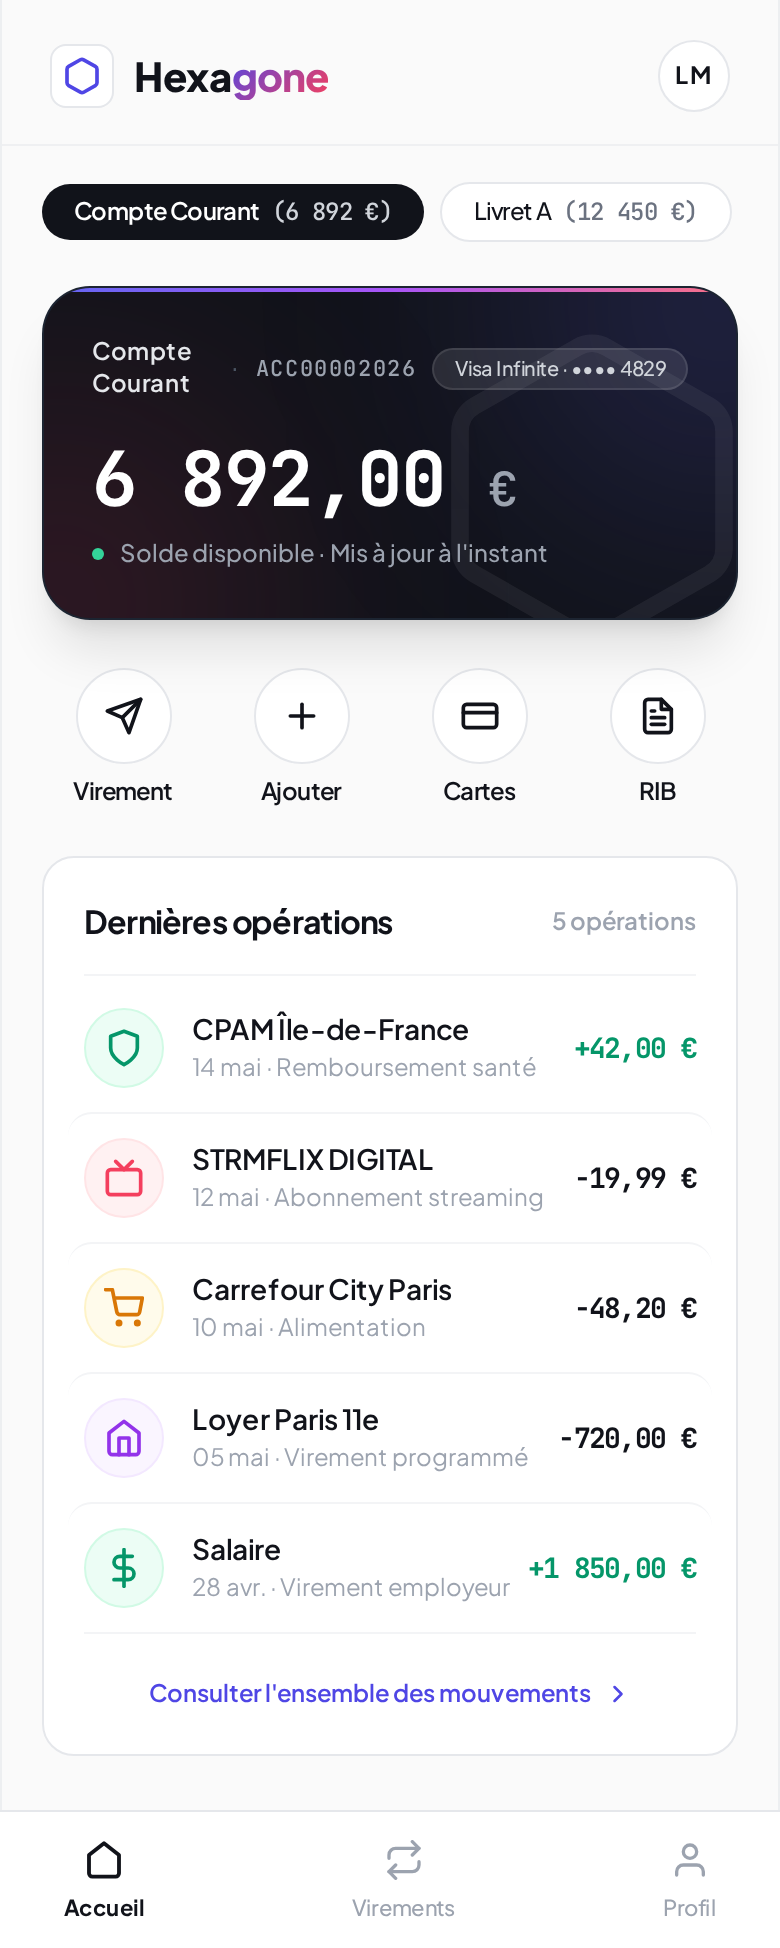 Hexagone
LM
Compte Courant (6 892 €)
Livret A (12 450 €)
Compte
Courant
· ACC00002026
Visa Infinite · •••• 4829
6 892,00 €
Solde disponible · Mis à jour à l'instant
Virement
Ajouter
Cartes
RIB
Dernières opérations
5 opérations
CPAM Île-de-France
14 mai · Remboursement santé
+42,00 €
STRMFLIX DIGITAL
12 mai · Abonnement streaming
-19,99 €
Carrefour City Paris
10 mai · Alimentation
-48,20 €
Loyer Paris 11e
05 mai · Virement programmé
-720,00 €
Salaire
28 avr. · Virement employeur
+1 850,00 €
Consulter l'ensemble des mouvements
Accueil
Virements
Profil